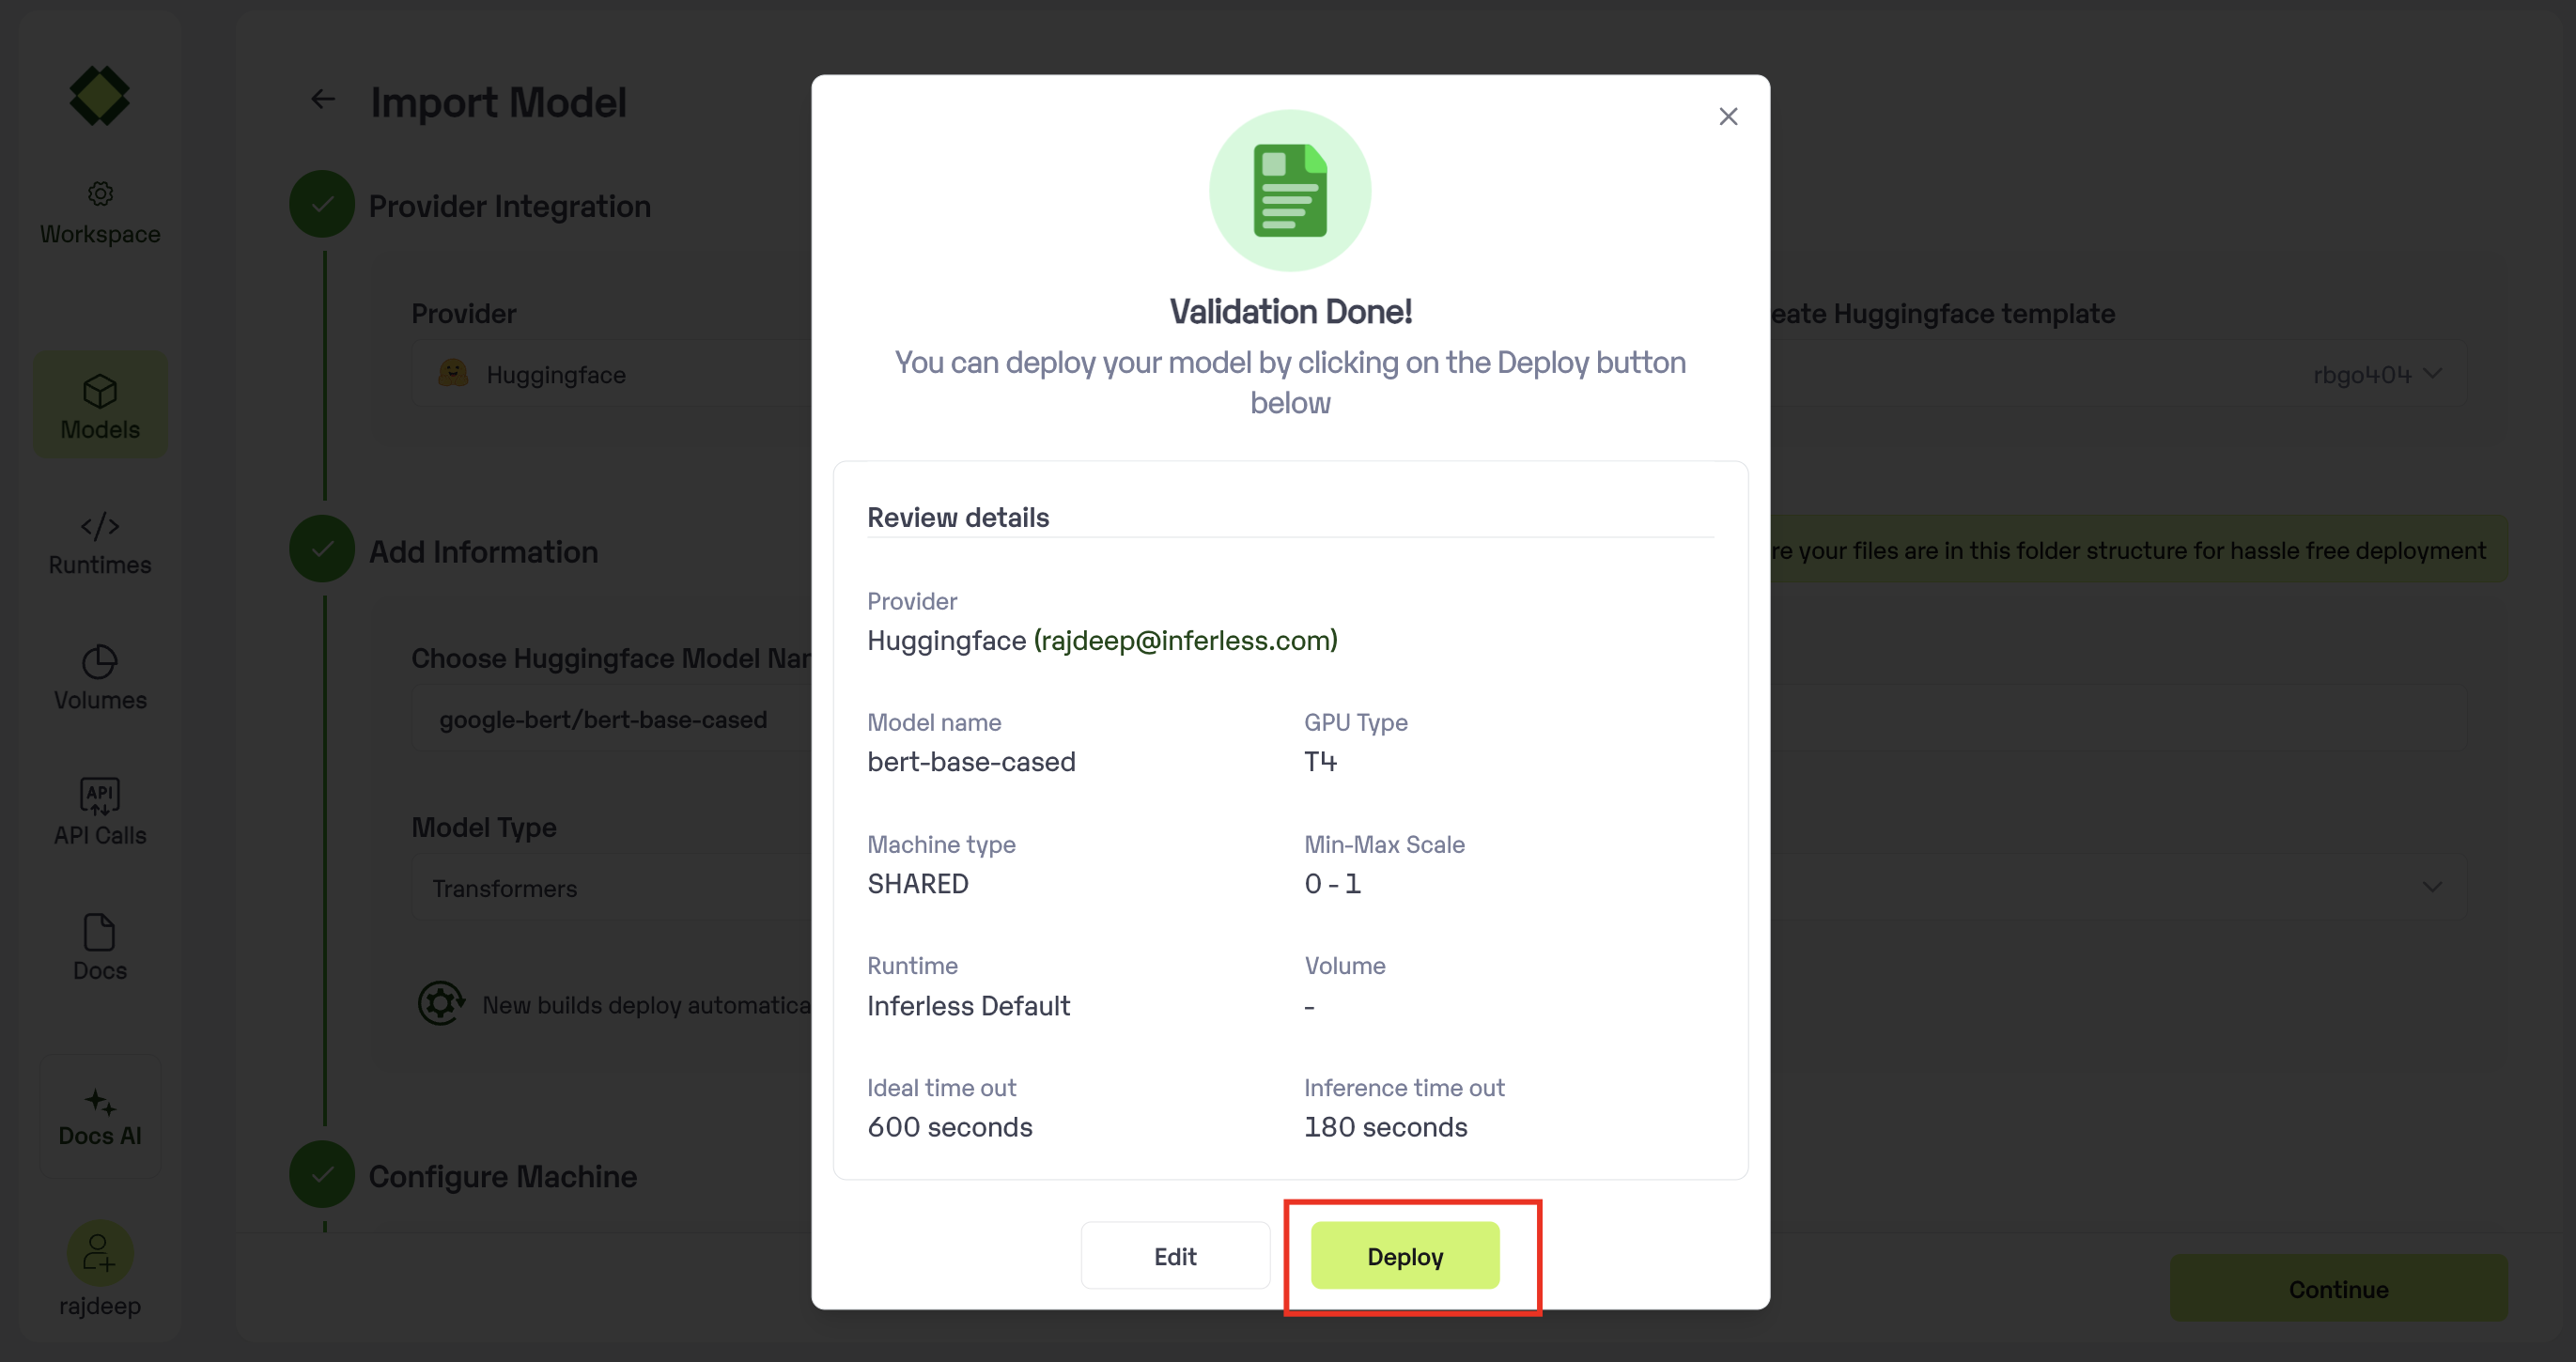 Import Model
Workspace
Models
Runtimes
Volumes
API
API Calls
Docs
Docs AI
rajdeep
Provider Integration
Provider
Huggingface
eate Huggingface template
rbgo404
Add Information
re your files are in this folder structure for hassle free deployment
Choose Huggingface Model Nar
google-bert/bert-base-cased
Model Type
Transformers
New builds deploy automatica
Configure Machine
Continue
Validation Done!
You can deploy your model by clicking on the Deploy button
below
Review details
Provider
Huggingface (rajdeep@inferless.com)
Model name
bert-base-cased
GPU Type
T4
Machine type
SHARED
Min-Max Scale
0 - 1
Runtime
Inferless Default
Volume
-
Ideal time out
600 seconds
Inference time out
180 seconds
Edit
Deploy